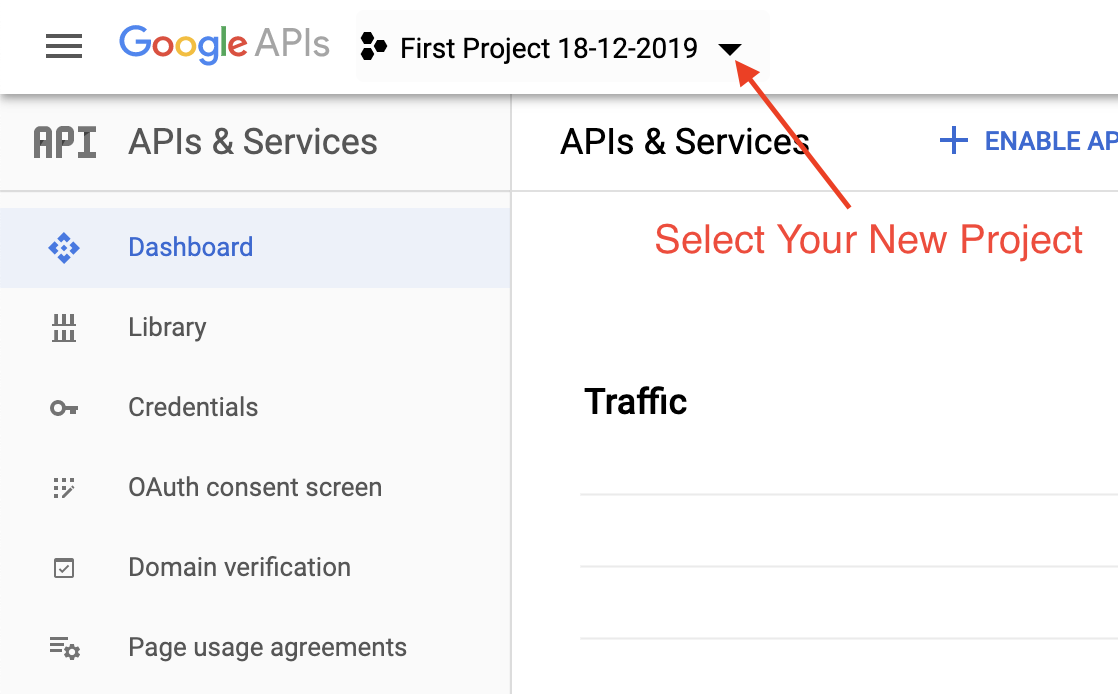 Google APIs
First Project 18-12-2019
API APIs & Services
APIs & Services
ENABLE AP
Select Your New Project
Dashboard
Library
Credentials
OAuth consent screen
Domain verification
Page usage agreements
Traffic